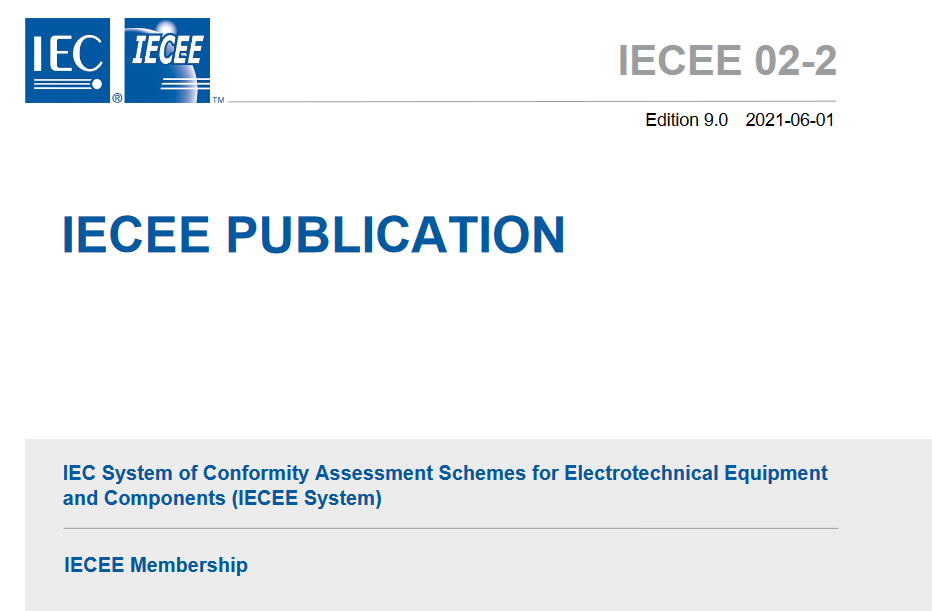 IEC
IECEE
® TM
IECEE 02-2
Edition 9.0 2021-06-01
IECEE PUBLICATION
IEC System of Conformity Assessment Schemes for Electrotechnical Equipment
and Components (IECEE System)
IECEE Membership